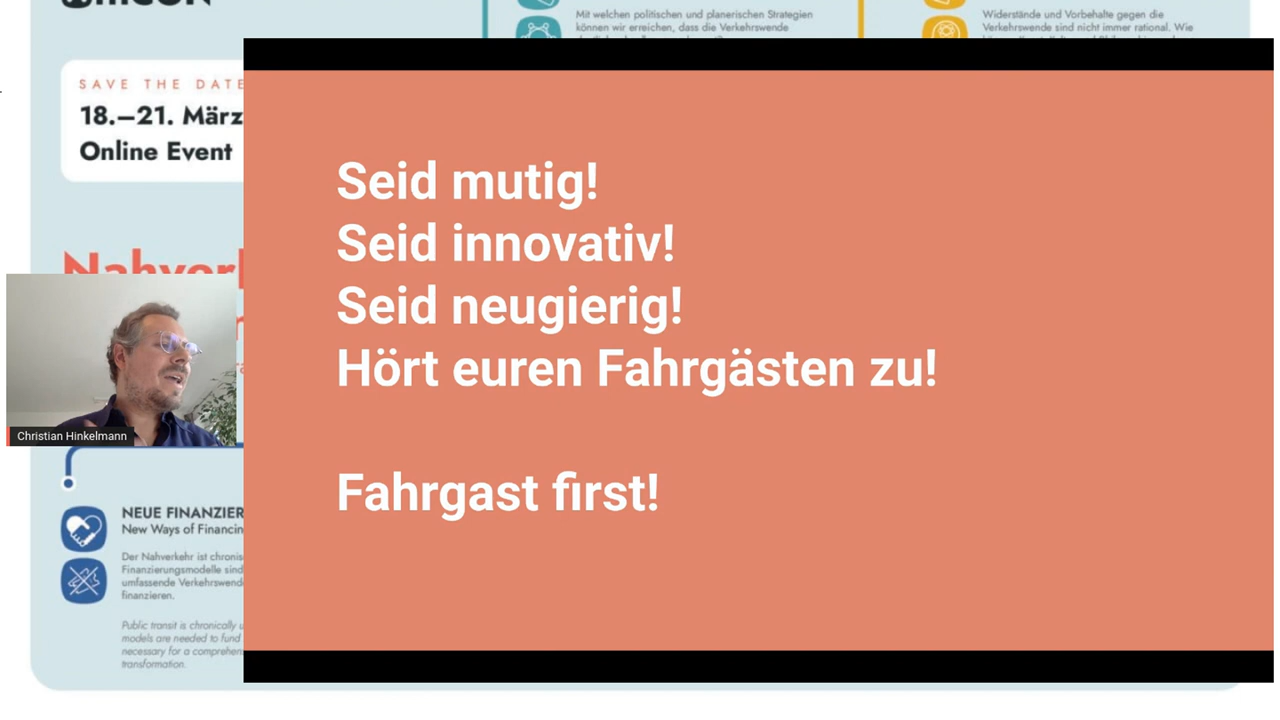 Mit welchen politischen und planerischen Strategien
können wir erreichen, dass die Verkehrswende
Widerstände und Vorbehalte gegen die
Verkehrswende sind nicht immer rational. Wie
SAVE THE DATE
18.–21. März
Online Event
Seid mutig!
Seid innovativ!
Seid neugierig!
Hört euren Fahrgästen zu!
Fahrgast first!
Christian Hinkelmann
NEUE FINANZIER
New Ways of Financin
Der Nahverkehr ist chronis
Finanzierungsmodelle sind
umfassende Verkehrswend
finanzieren.
Public transit is chronically u
models are needed to fund
necessary for a comprehen
transformation.